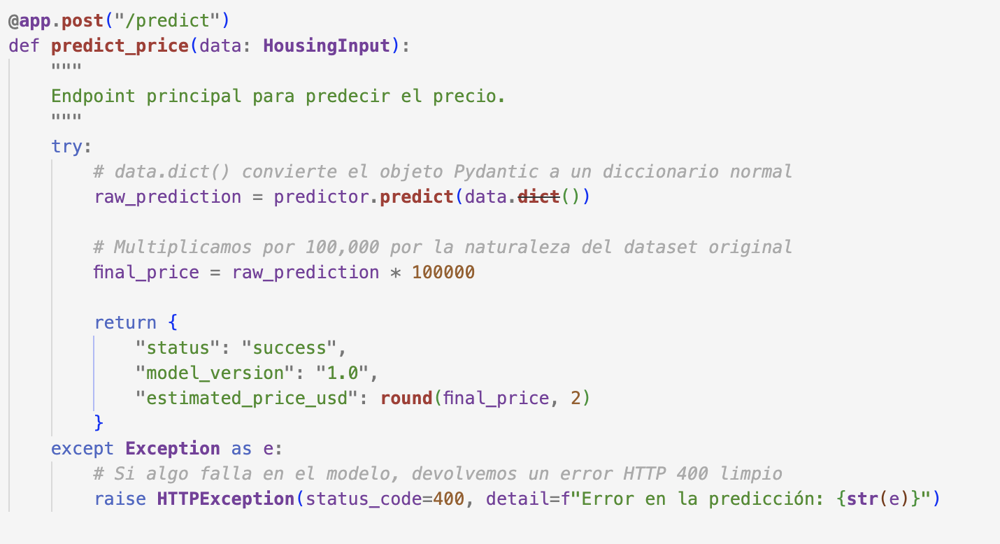 @app.post("/predict")
def predict_price(data: HousingInput):
    """
    Endpoint principal para predecir el precio.
    """
    try:
        # data.dict() convierte el objeto Pydantic a un diccionario normal
        raw_prediction = predictor.predict(data.dict())

        # Multiplicamos por 100,000 por la naturaleza del dataset original
        final_price = raw_prediction * 100000

        return {
            "status": "success",
            "model_version": "1.0",
            "estimated_price_usd": round(final_price, 2)
        }
    except Exception as e:
        # Si algo falla en el modelo, devolvemos un error HTTP 400 limpio
        raise HTTPException(status_code=400, detail=f"Error en la predicción: {str(e)}")